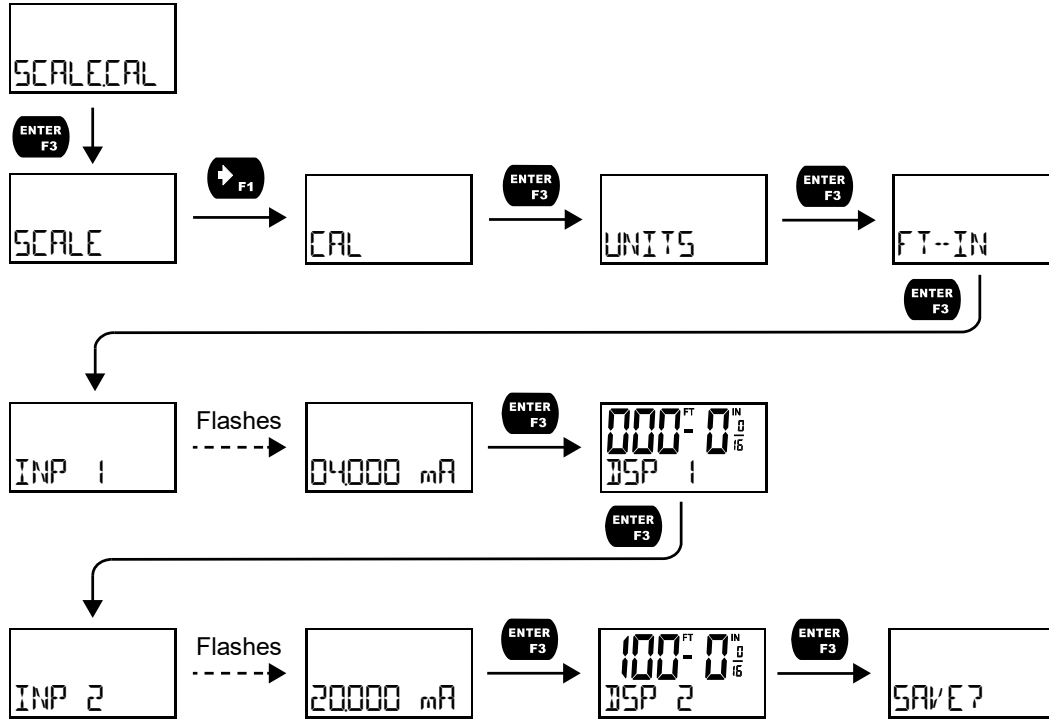 SCALE.CAL
ENTER
F3
F1
ENTER
F3
ENTER
F3
SCALE
CAL
UNITS
FT--IN
ENTER
F3
Flashes
ENTER
F3
000-FT 0 IN 0/16
INP 1
04.000 mA
DSP 1
ENTER
F3
Flashes
ENTER
F3
100-FT 0 IN 0/16
ENTER
F3
INP 2
20.000 mA
DSP 2
SAVE?